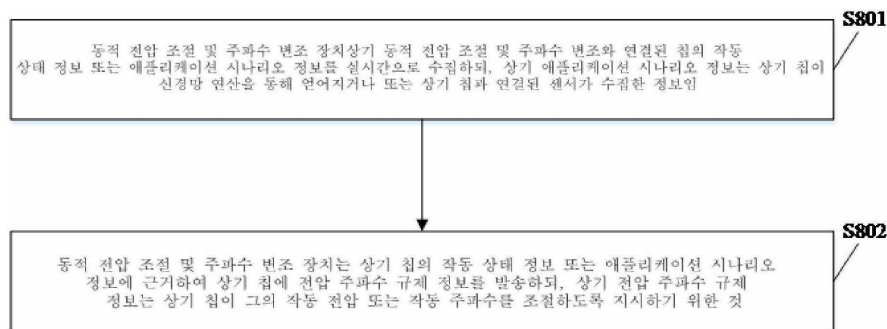 S801
동적 전압 조절 및 주파수 변조 장치상기 동적 전압 조절 및 주파수 변조와 연결된 칩의 작동
상태 정보 또는 애플리케이션 시나리오 정보를 실시간으로 수집하되, 상기 애플리케이션 시나리오 정보는 상기 칩이
신경망 연산을 통해 얻어지거나 또는 상기 칩과 연결된 센서가 수집한 정보임
S802
동적 전압 조절 및 주파수 변조 장치는 상기 칩의 작동 상태 정보 또는 애플리케이션 시나리오
정보에 근거하여 상기 칩에 전압 주파수 규제 정보를 발송하되, 상기 전압 주파수 규제
정보는 상기 칩이 그의 작동 전압 또는 작동 주파수를 조절하도록 지시하기 위한 것